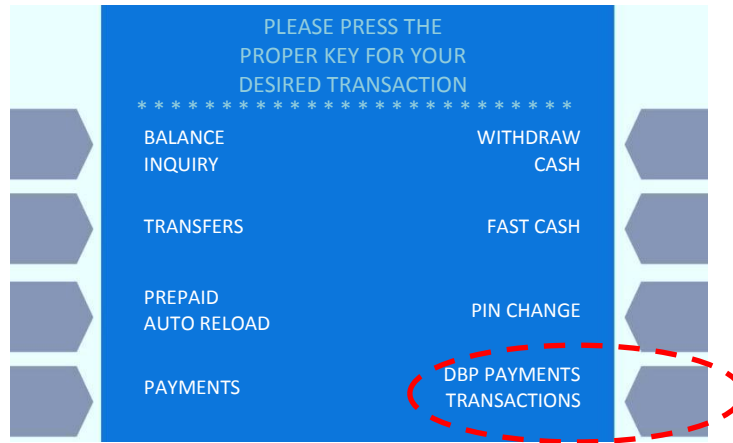 PLEASE PRESS THE
PROPER KEY FOR YOUR
DESIRED TRANSACTION
* * * * * * * * * * * * * * * * * * * * * * * * * *
BALANCE
INQUIRY
WITHDRAW
CASH
TRANSFERS
FAST CASH
PREPAID
AUTO RELOAD
PIN CHANGE
PAYMENTS
DBP PAYMENTS
TRANSACTIONS